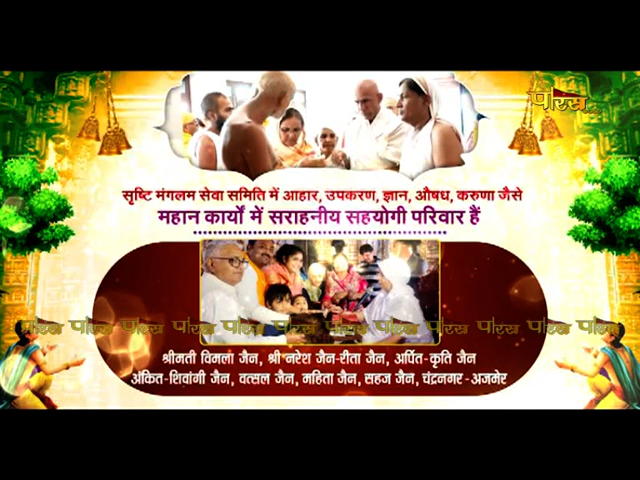 पारस
सृष्टि मंगलम सेवा समिति में आहार, उपकरण, ज्ञान, औषध, करुणा जैसे
महान कार्यो में सराहनीय सहयोगी परिवार हैं
पारस पारस पारस पारस पारस पारस पारस पारस पारस पारस पारस
श्रीमती विमला जैन, श्री नरेश जैन-रीता जैन, अर्पित-कृति जैन
अंकित-शिवांगी जैन, वत्सल जैन, महिता जैन, सहज जैन, चंद्रनगर-अजमेर